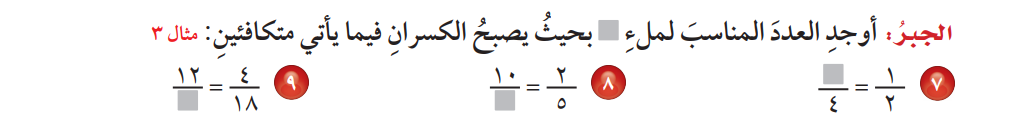 الجبرُ: أوجدِ العددَ المناسبَ لملءِ ■ بحيثُ يصبحُ الكسرانِ فيما يأتي متكافئينِ: مثال ٣
٧ ١/٢ = ■/٤ ٨ ٢/٥ = ١٠/■ ٩ ٤/١٨ = ١٢/■